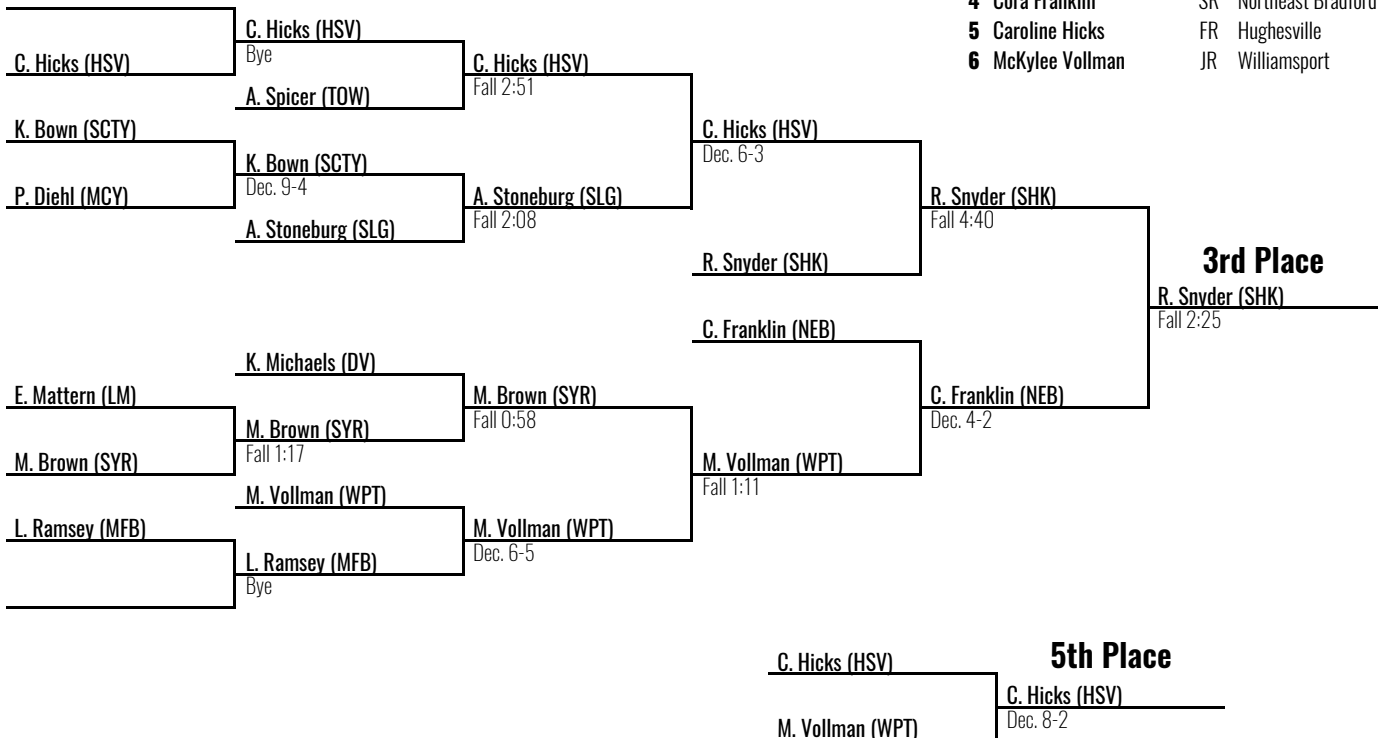 4 Cora Franklin SR Northeast Bradford
5 Caroline Hicks FR Hughesville
6 McKylee Vollman JR Williamsport
C. Hicks (HSV)
C. Hicks (HSV)
Bye
A. Spicer (TOW)
C. Hicks (HSV)
Fall 2:51
K. Bown (SCTY)
P. Diehl (MCY)
K. Bown (SCTY)
Dec. 9-4
A. Stoneburg (SLG)
A. Stoneburg (SLG)
Fall 2:08
C. Hicks (HSV)
Dec. 6-3
R. Snyder (SHK)
R. Snyder (SHK)
Fall 4:40
3rd Place
R. Snyder (SHK)
Fall 2:25
C. Franklin (NEB)
C. Franklin (NEB)
Dec. 4-2
K. Michaels (DV)
E. Mattern (LM)
M. Brown (SYR)
M. Brown (SYR)
Fall 1:17
M. Brown (SYR)
Fall 0:58
M. Vollman (WPT)
Fall 1:11
M. Vollman (WPT)
L. Ramsey (MFB)
L. Ramsey (MFB)
Bye
M. Vollman (WPT)
Dec. 6-5
5th Place
C. Hicks (HSV)
M. Vollman (WPT)
C. Hicks (HSV)
Dec. 8-2